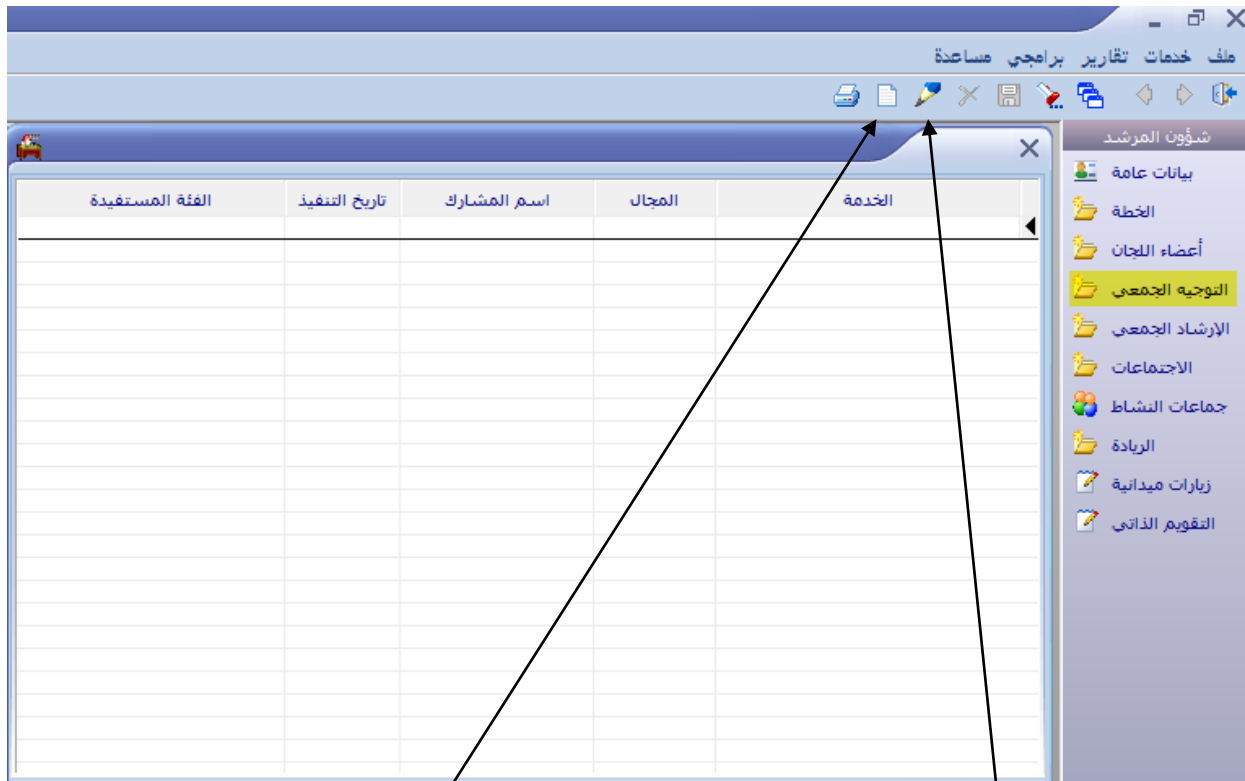 ملف خدمات تقارير برامجي مساعدة
شؤون المرشد
بيانات عامة
الخطة
أعضاء اللجان
التوجيه الجمعي
الإرشاد الجمعي
الاجتماعات
جماعات النشاط
الريادة
زيارات ميدانية
التقويم الذاتي
الخدمة المجال اسم المشارك تاريخ التنفيذ الفئة المستفيدة